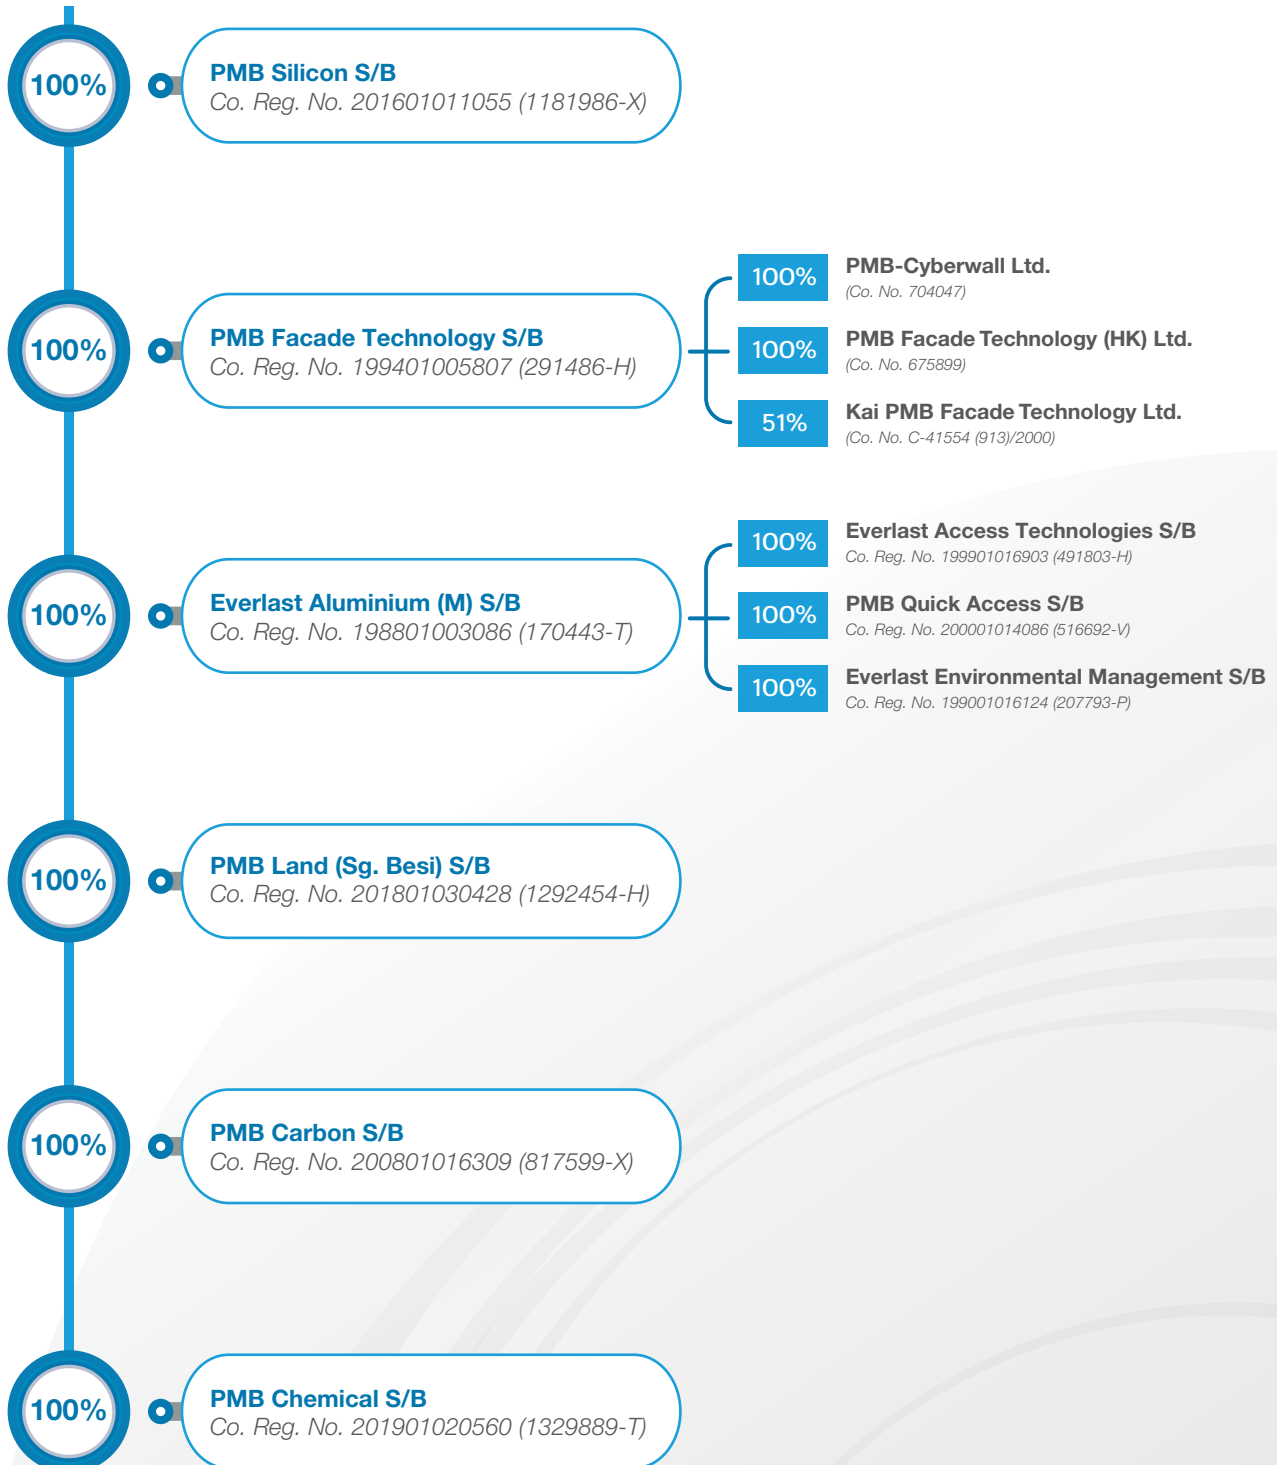 100%
PMB Silicon S/B
Co. Reg. No. 201601011055 (1181986-X)
100%
PMB Facade Technology S/B
Co. Reg. No. 199401005807 (291486-H)
100%
PMB-Cyberwall Ltd.
(Co. No. 704047)
100%
PMB Facade Technology (HK) Ltd.
(Co. No. 675899)
51%
Kai PMB Facade Technology Ltd.
(Co. No. C-41554 (913)/2000)
100%
Everlast Aluminium (M) S/B
Co. Reg. No. 198801003086 (170443-T)
100%
Everlast Access Technologies S/B
Co. Reg. No. 199901016903 (491803-H)
100%
PMB Quick Access S/B
Co. Reg. No. 200001014086 (516692-V)
100%
Everlast Environmental Management S/B
Co. Reg. No. 199001016124 (207793-P)
100%
PMB Land (Sg. Besi) S/B
Co. Reg. No. 201801030428 (1292454-H)
100%
PMB Carbon S/B
Co. Reg. No. 200801016309 (817599-X)
100%
PMB Chemical S/B
Co. Reg. No. 201901020560 (1329889-T)